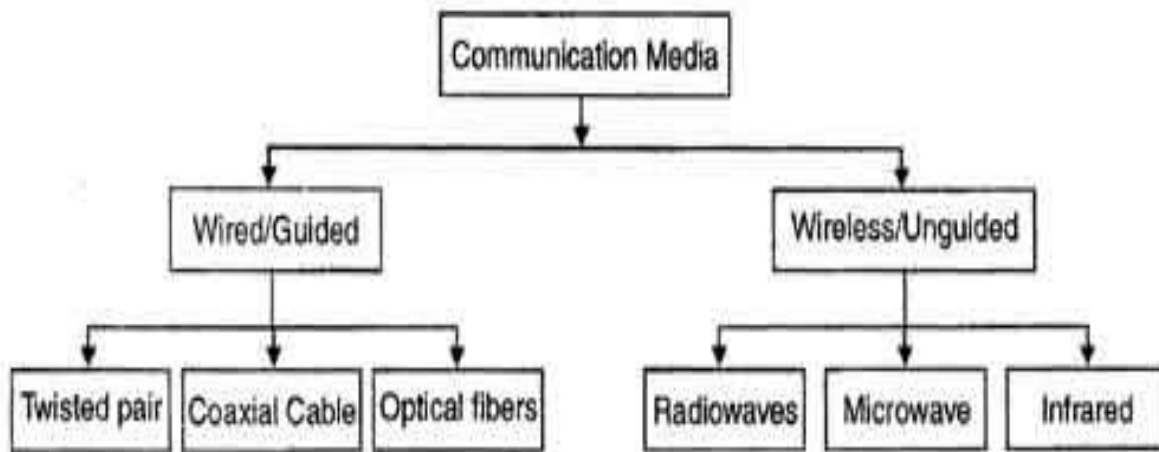 Communication Media
Wired/Guided
Wireless/Unguided
Twisted pair
Coaxial Cable
Optical fibers
Radiowaves
Microwave
Infrared